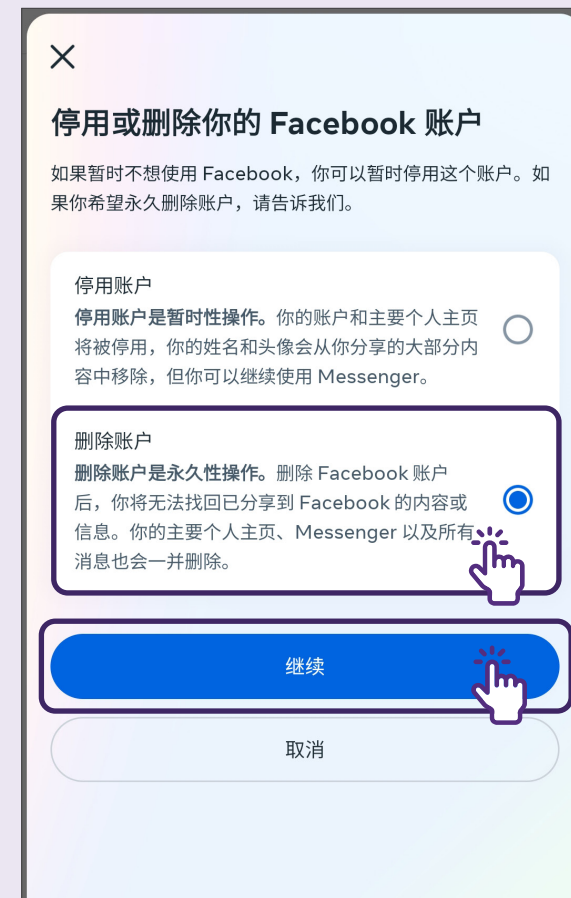 停用或删除你的 Facebook 账户
如果暂时不想使用 Facebook，你可以暂时停用这个账户。如
果你希望永久删除账户，请告诉我们。
停用账户
停用账户是暂时性操作。你的账户和主要个人主页
将被停用，你的姓名和头像会从你分享的大部分内
容中移除，但你可以继续使用 Messenger。
删除账户
删除账户是永久性操作。删除 Facebook 账户
后，你将无法找回已分享到 Facebook 的内容或
信息。你的主要个人主页、Messenger 以及所有
消息也会一并删除。
继续
取消